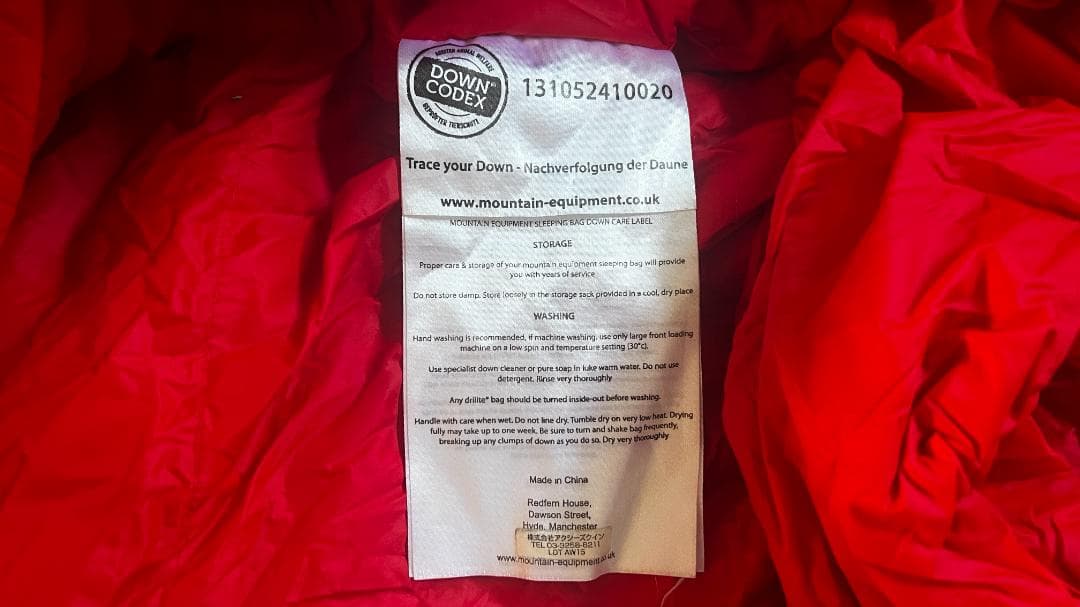 AUDITED ANIMAL WELFARE
DOWN
CODEX
GEPRÜFTER TIERSCHUTZ
131052410020
Trace your Down - Nachverfolgung der Daune
www.mountain-equipment.co.uk
MOUNTAIN EQUIPMENT SLEEPING BAG DOWN CARE LABEL
STORAGE
Proper care & storage of your mountain equipment sleeping bag will provide
you with years of service
Do not store damp. Store loosely in the storage sack provided in a cool, dry place
WASHING
Hand washing is recommended, if machine washing, use only large front loading
machine on a low spin and temperature setting (30°c).
Use specialist down cleaner or pure soap in luke warm water. Do not use
detergent. Rinse very thoroughly
Any drilite® bag should be turned inside-out before washing.
Handle with care when wet. Do not line dry. Tumble dry on very low heat. Drying
fully may take up to one week. Be sure to turn and shake bag frequently,
breaking up any clumps of down as you do so. Dry very thoroughly
Made in China
Redfern House,
Dawson Street,
Hyde, Manchester
株式会社アクシーズクイン
TEL 03-3258-6211
LOT AW15
www.mountain-equipment.co.uk